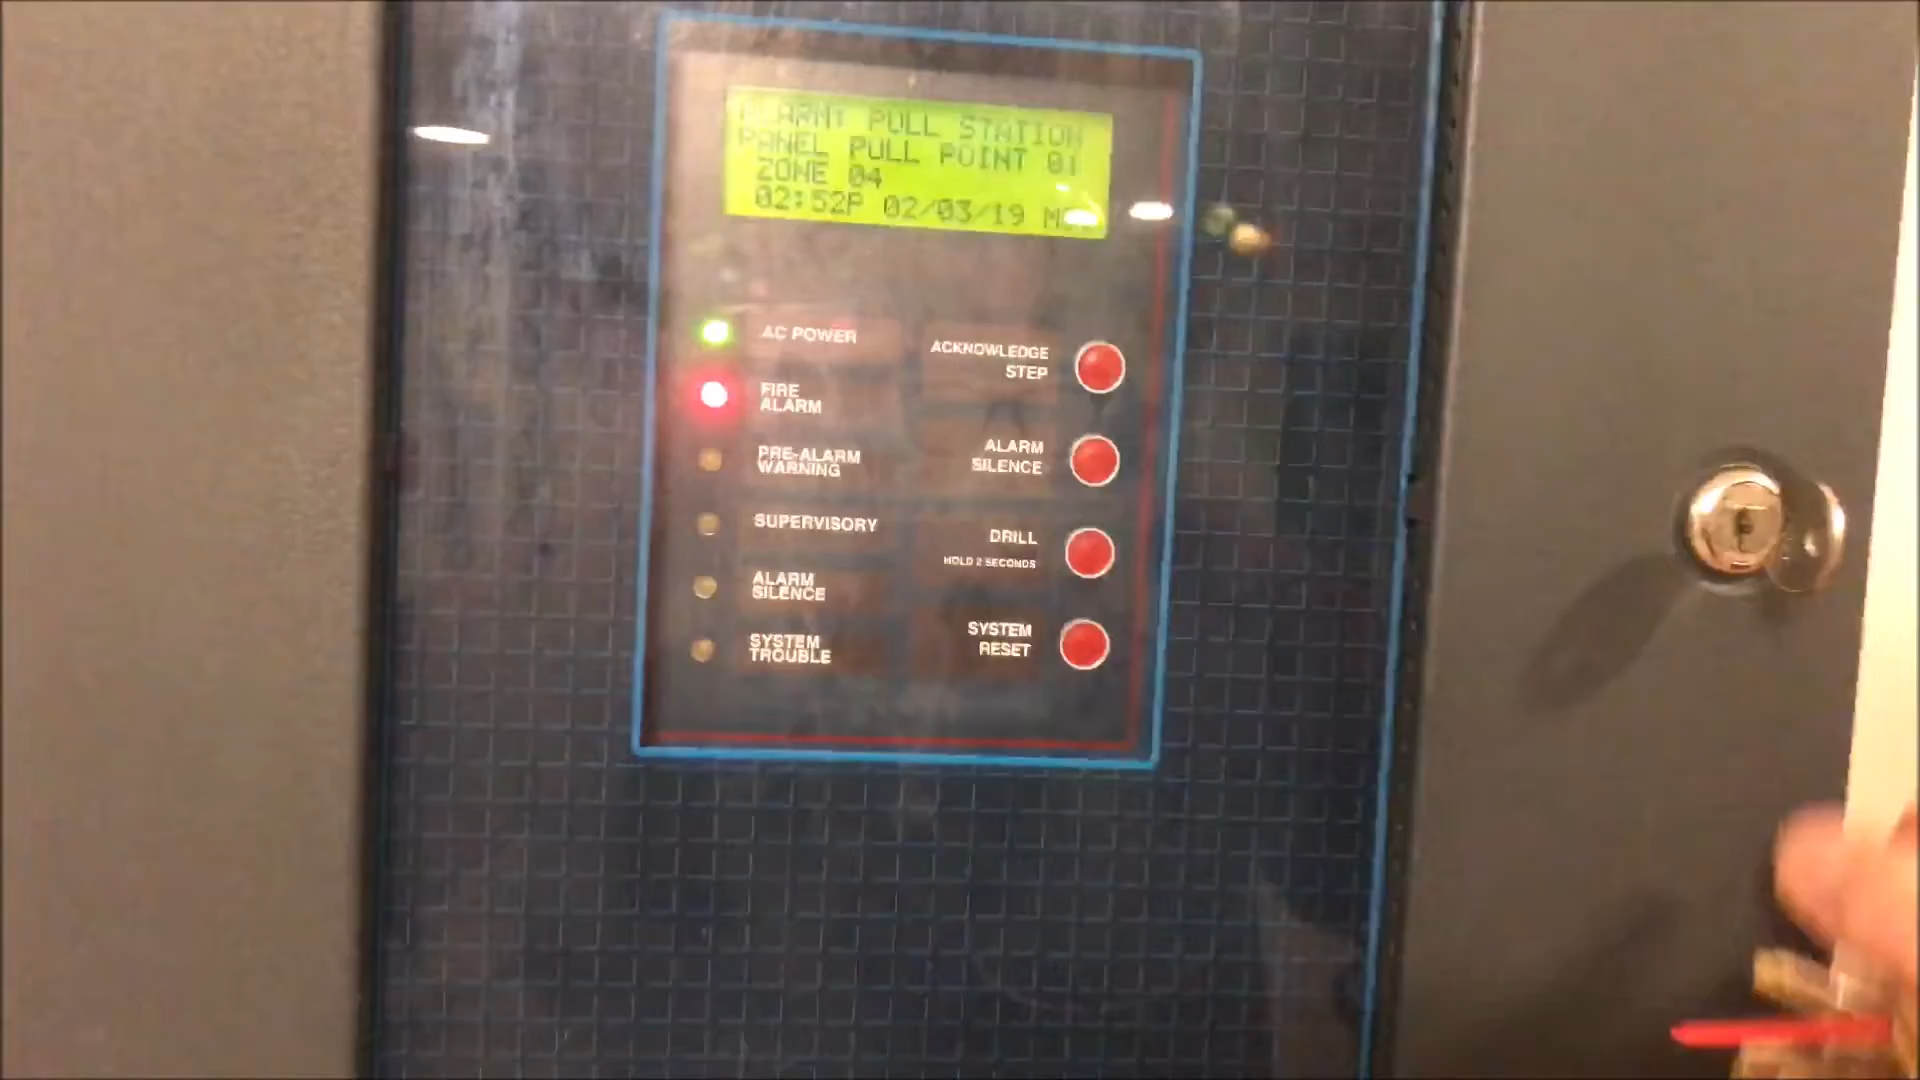 ALARM: PULL STATION
PANEL PULL POINT 01
ZONE 04
02:52P 02/03/19
AC POWER
FIRE
ALARM
PRE-ALARM
WARNING
SUPERVISORY
ALARM
SILENCE
SYSTEM
TROUBLE
ACKNOWLEDGE
STEP
ALARM
SILENCE
DRILL
HOLD 2 SECONDS
SYSTEM
RESET